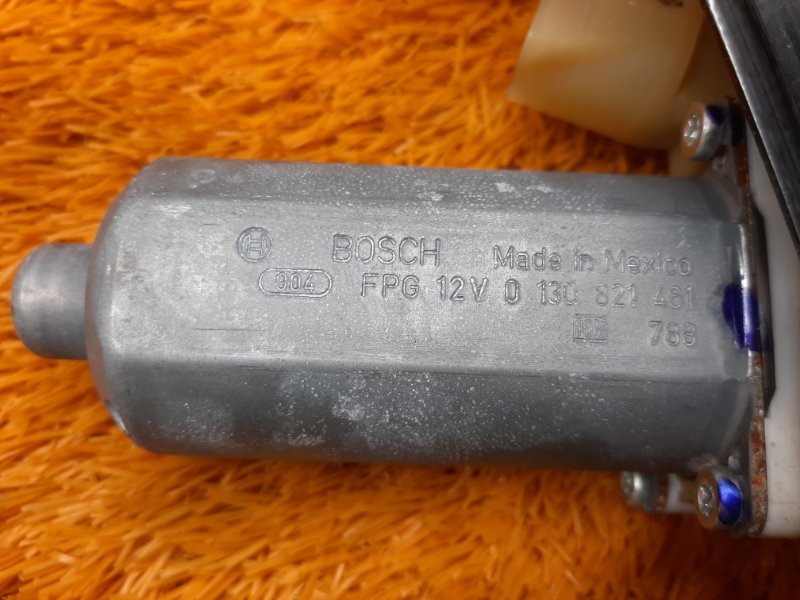 BOSCH Made in Mexico
904 FPG 12V 0 130 821 461
788